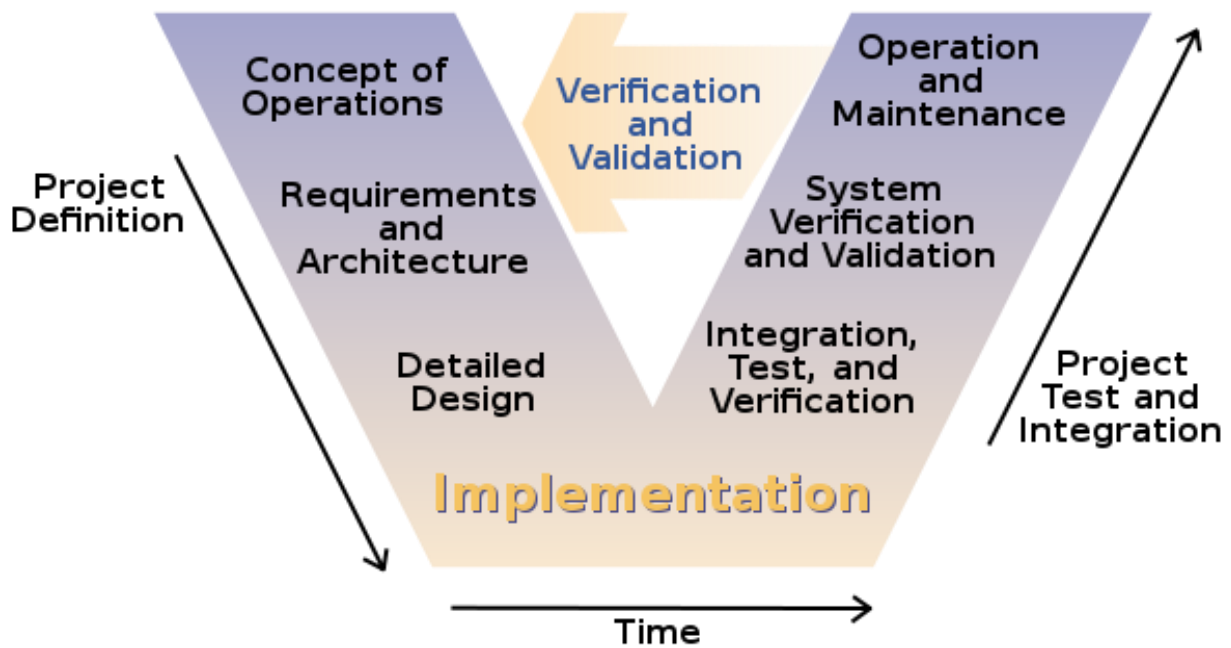 Concept of
Operations
Verification
and
Validation
Operation
and
Maintenance
Project
Definition
Requirements
and
Architecture
System
Verification
and Validation
Detailed
Design
Integration,
Test, and
Verification
Project
Test and
Integration
Implementation
Time